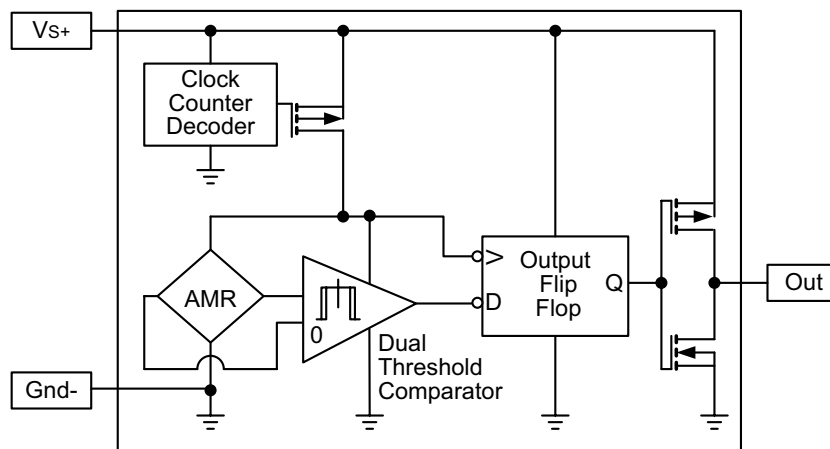 Vs+
Clock
Counter
Decoder
AMR
0
Dual
Threshold
Comparator
V
D
Output
Flip
Flop
Q
Out
Gnd-